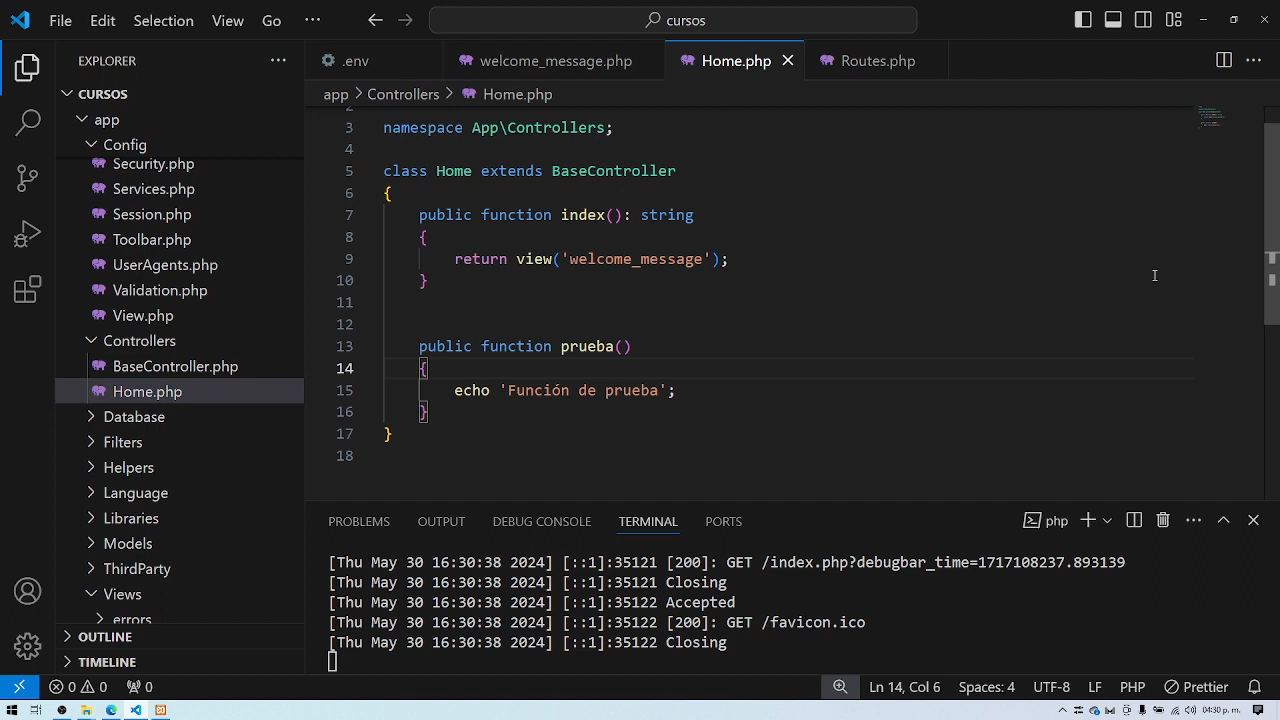 File Edit Selection View Go ··· cursos
EXPLORER ···
CURSOS
app
Config
Security.php
Services.php
Session.php
Toolbar.php
UserAgents.php
Validation.php
View.php
Controllers
BaseController.php
Home.php
Database
Filters
Helpers
Language
Libraries
Models
ThirdParty
Views
errors
OUTLINE
TIMELINE
.env welcome_message.php Home.php Routes.php ···
app > Controllers > Home.php
2
3 namespace App\Controllers;
4
5 class Home extends BaseController
6 {
7 public function index(): string
8 {
9 return view('welcome_message');
10 }
11
12
13 public function prueba()
14 {
15 echo 'Función de prueba';
16 }
17 }
18
PROBLEMS OUTPUT DEBUG CONSOLE TERMINAL PORTS php ···
[Thu May 30 16:30:38 2024] [::1]:35121 [200]: GET /index.php?debugbar_time=1717108237.893139
[Thu May 30 16:30:38 2024] [::1]:35121 Closing
[Thu May 30 16:30:38 2024] [::1]:35122 Accepted
[Thu May 30 16:30:38 2024] [::1]:35122 [200]: GET /favicon.ico
[Thu May 30 16:30:38 2024] [::1]:35122 Closing
0 0 0 Ln 14, Col 6 Spaces: 4 UTF-8 LF PHP Prettier
04:30 p. m.